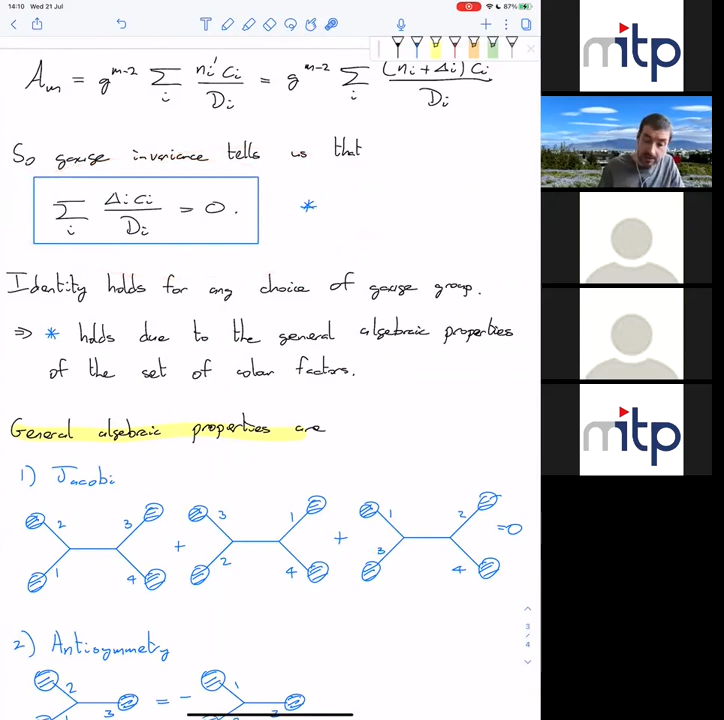 14:10 Wed 21 Jul
87%
A_m = g^{m-2} Σ_i n_i' c_i / D_i = g^{m-2} Σ_i (n_i + Δ_i) c_i / D_i
So gauge invariance tells us that
Σ_i Δ_i c_i / D_i = 0. *
Identity holds for any choice of gauge group.
⇒ * holds due to the general algebraic properties
of the set of color factors.
General algebraic properties are
1) Jacobi
2 3 1 4 + 3 1 2 4 + 1 2 3 4 = 0
2) Antisymmetry
2 3 1 = - 1 3 2
3 / 4
mitp
mitp